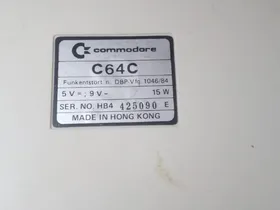 commodore
C64C
Funkentstört n. DBP-Vfg 1046/84
5 V =; 9 V~ 15 W
SER. NO. HB4 425090 E
MADE IN HONG KONG